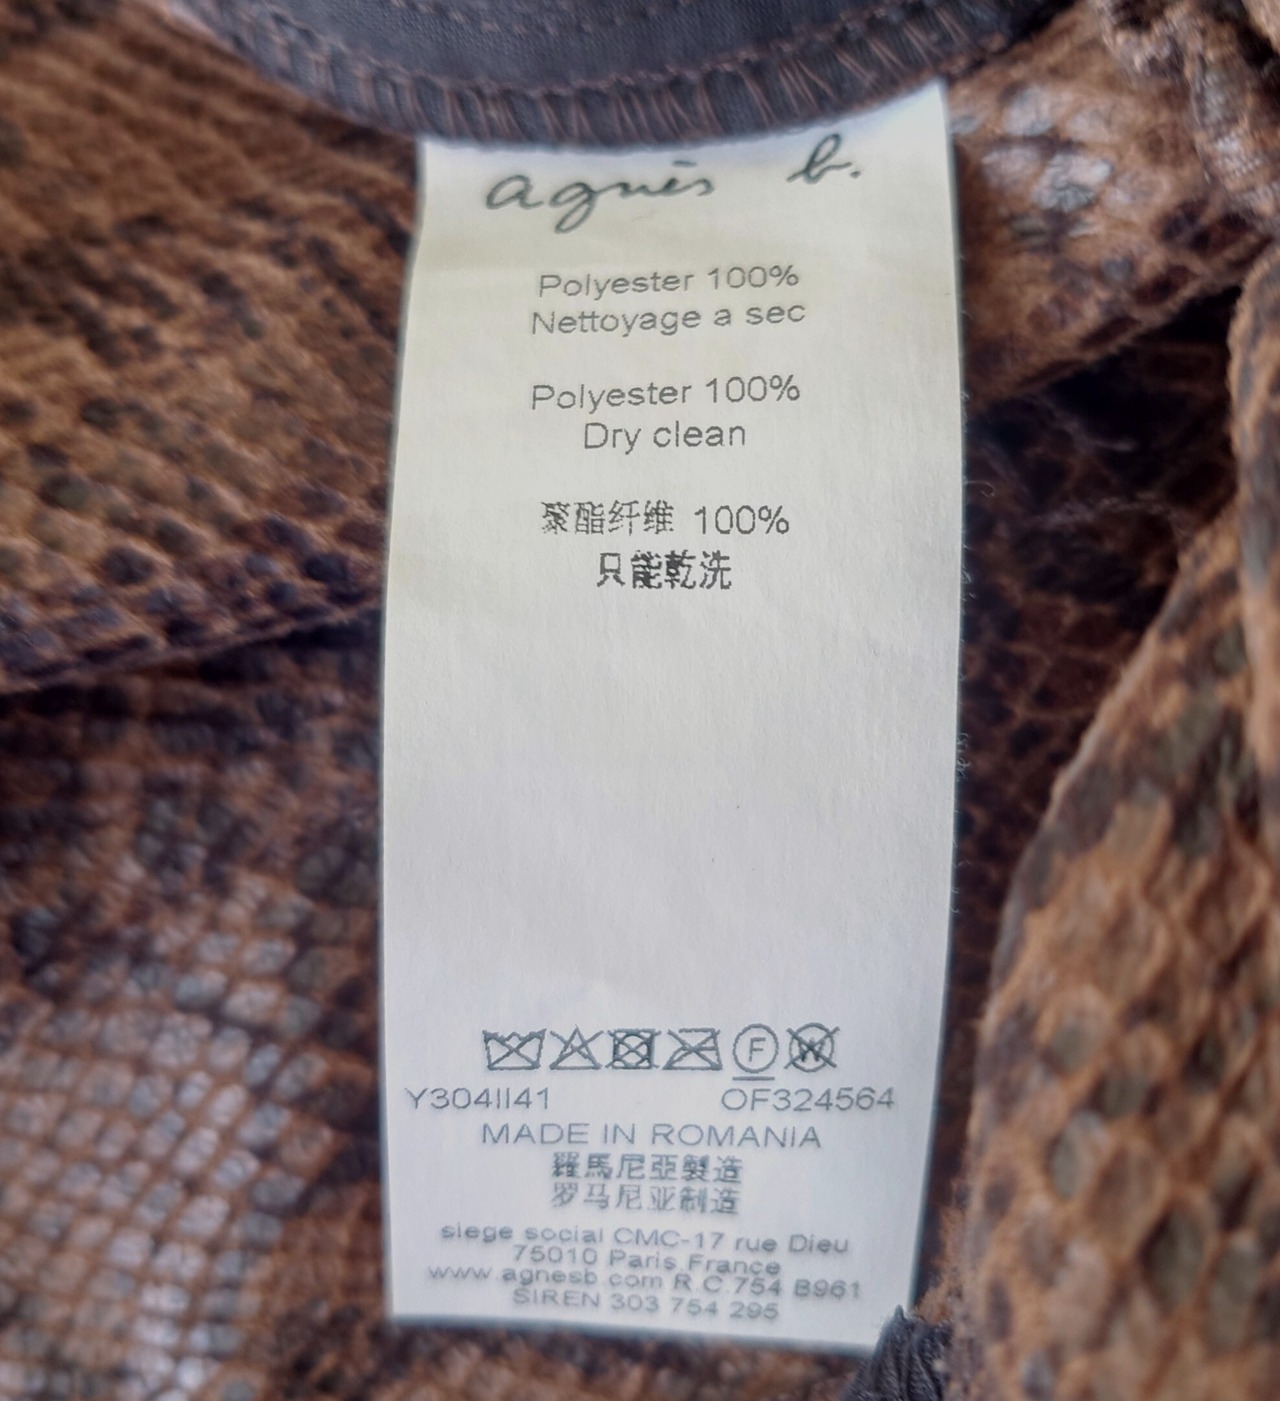 agnès b.
Polyester 100%
Nettoyage a sec
Polyester 100%
Dry clean
聚酯纤维 100%
只能乾洗
F W
Y304II41 OF324564
MADE IN ROMANIA
羅馬尼亞製造
罗马尼亚制造
siege social CMC-17 rue Dieu
75010 Paris France
www.agnesb.com R.C.754 B961
SIREN 303 754 295